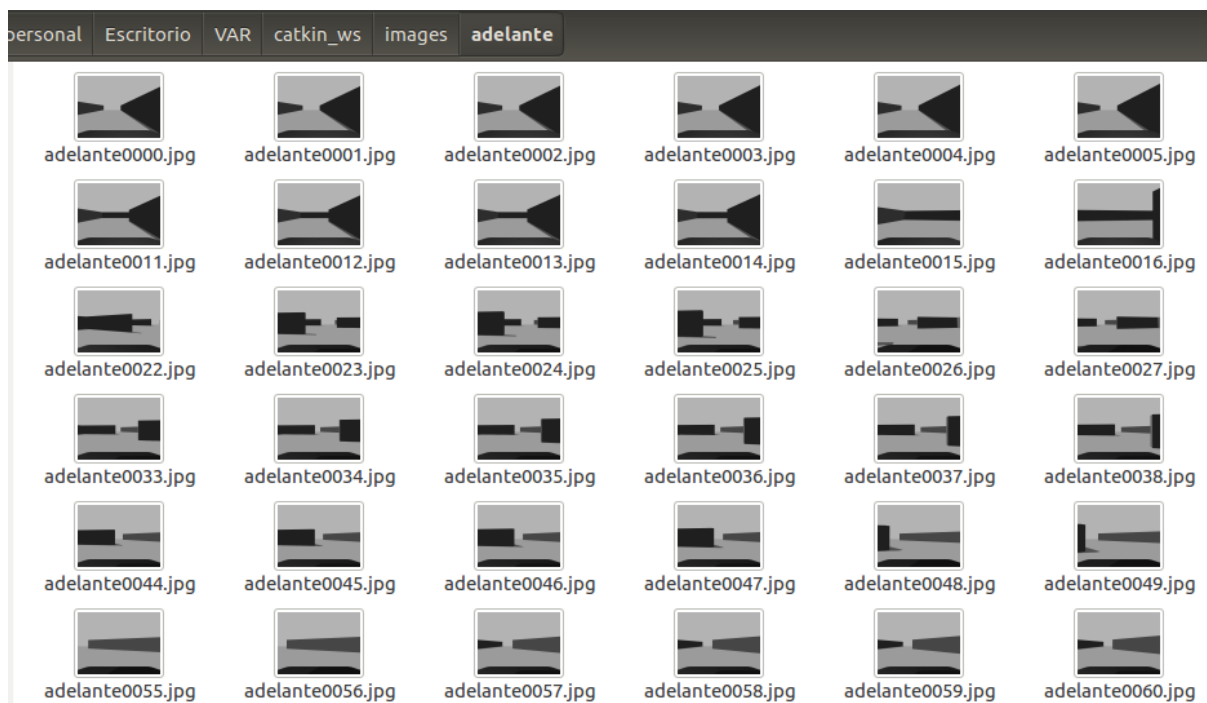 personal Escritorio VAR catkin_ws images adelante
adelante0000.jpg adelante0001.jpg adelante0002.jpg adelante0003.jpg adelante0004.jpg adelante0005.jpg
adelante0011.jpg adelante0012.jpg adelante0013.jpg adelante0014.jpg adelante0015.jpg adelante0016.jpg
adelante0022.jpg adelante0023.jpg adelante0024.jpg adelante0025.jpg adelante0026.jpg adelante0027.jpg
adelante0033.jpg adelante0034.jpg adelante0035.jpg adelante0036.jpg adelante0037.jpg adelante0038.jpg
adelante0044.jpg adelante0045.jpg adelante0046.jpg adelante0047.jpg adelante0048.jpg adelante0049.jpg
adelante0055.jpg adelante0056.jpg adelante0057.jpg adelante0058.jpg adelante0059.jpg adelante0060.jpg